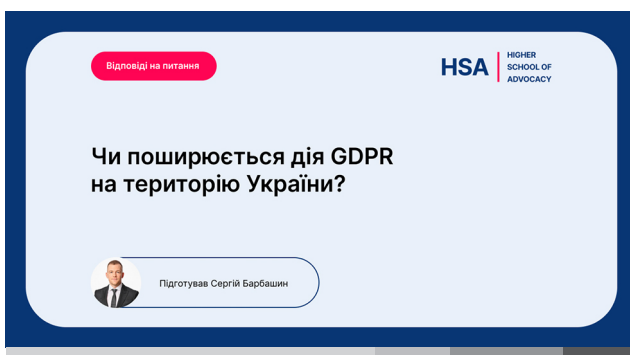 Відповіді на питання
HSA
HIGHER
SCHOOL OF
ADVOCACY
Чи поширюється дія GDPR
на територію України?
Підготував Сергій Барбашин